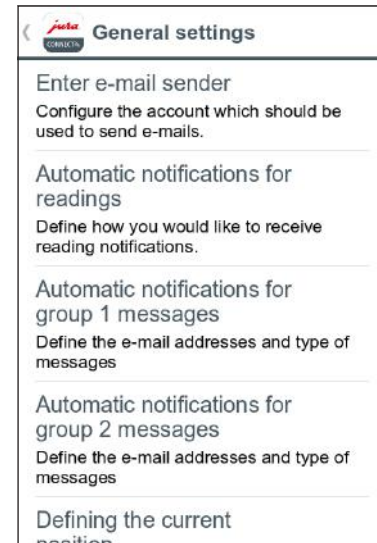 jura
CONNECTA
General settings
Enter e-mail sender
Configure the account which should be
used to send e-mails.
Automatic notifications for
readings
Define how you would like to receive
reading notifications.
Automatic notifications for
group 1 messages
Define the e-mail addresses and type of
messages
Automatic notifications for
group 2 messages
Define the e-mail addresses and type of
messages
Defining the current
position